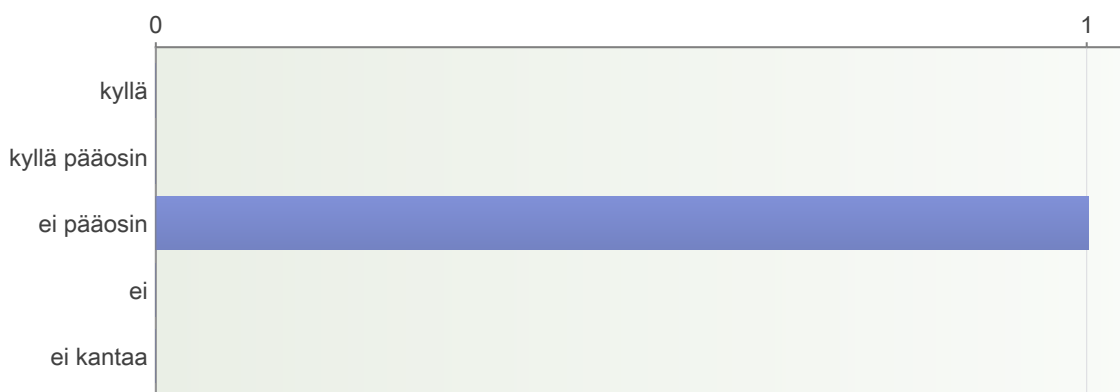 0 1
kyllä
kyllä pääosin
ei pääosin
ei
ei kantaa